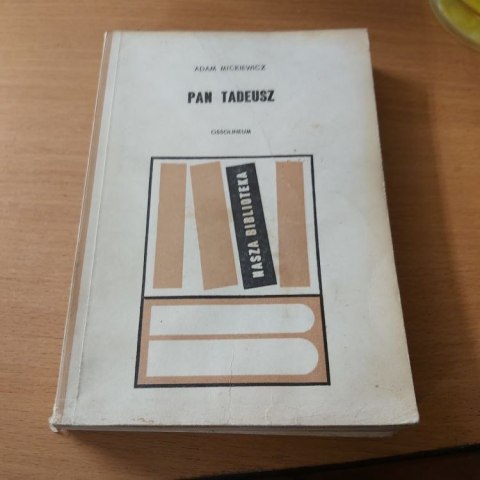 ADAM MICKIEWICZ
PAN TADEUSZ
OSSOLINEUM
NASZA BIBLIOTEKA